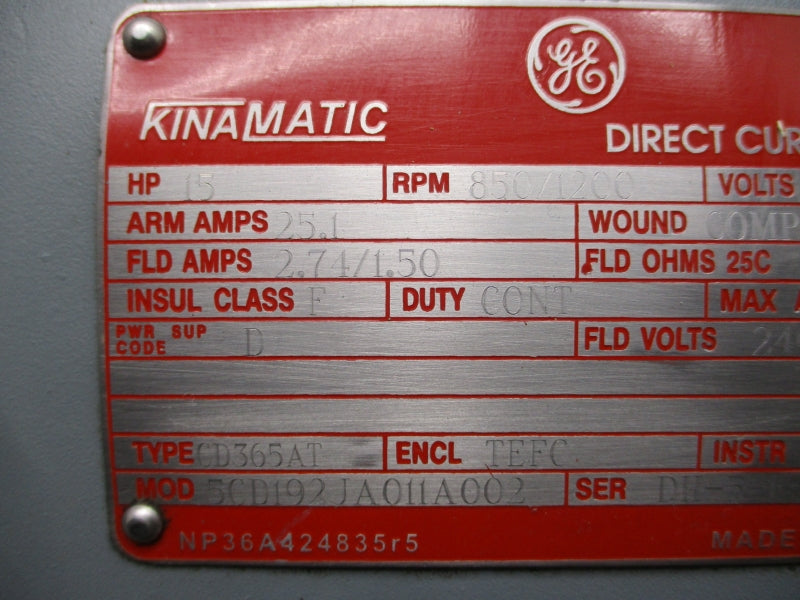 GE
KINAMATIC
DIRECT CUR
HP 15 RPM 850/1200 VOLTS
ARM AMPS 25.1 WOUND COMP
FLD AMPS 2.74/1.50 FLD OHMS 25C
INSUL CLASS F DUTY CONT MAX A
PWR SUP
CODE D FLD VOLTS 24
TYPE CD365AT ENCL TEFC INSTR
MOD 5CD192JA011A002 SER DH-
NP36A424835r5 MADE